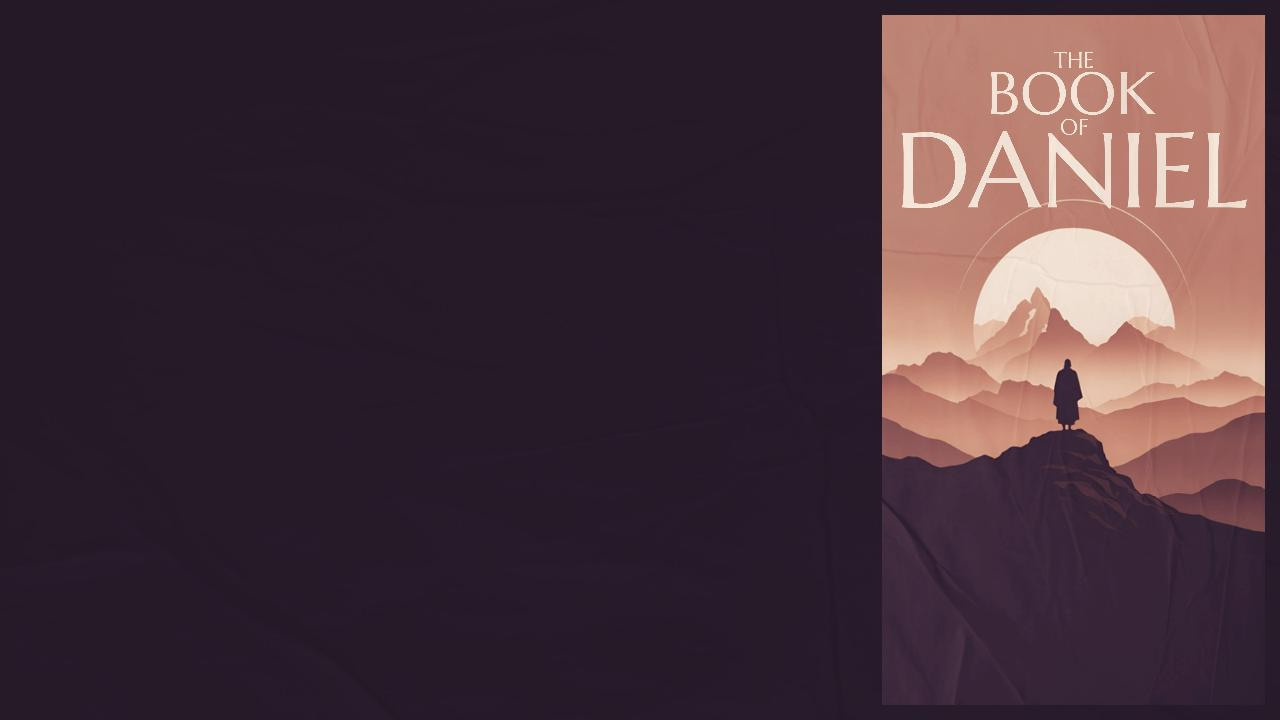 THE
BOOK
OF
DANIEL